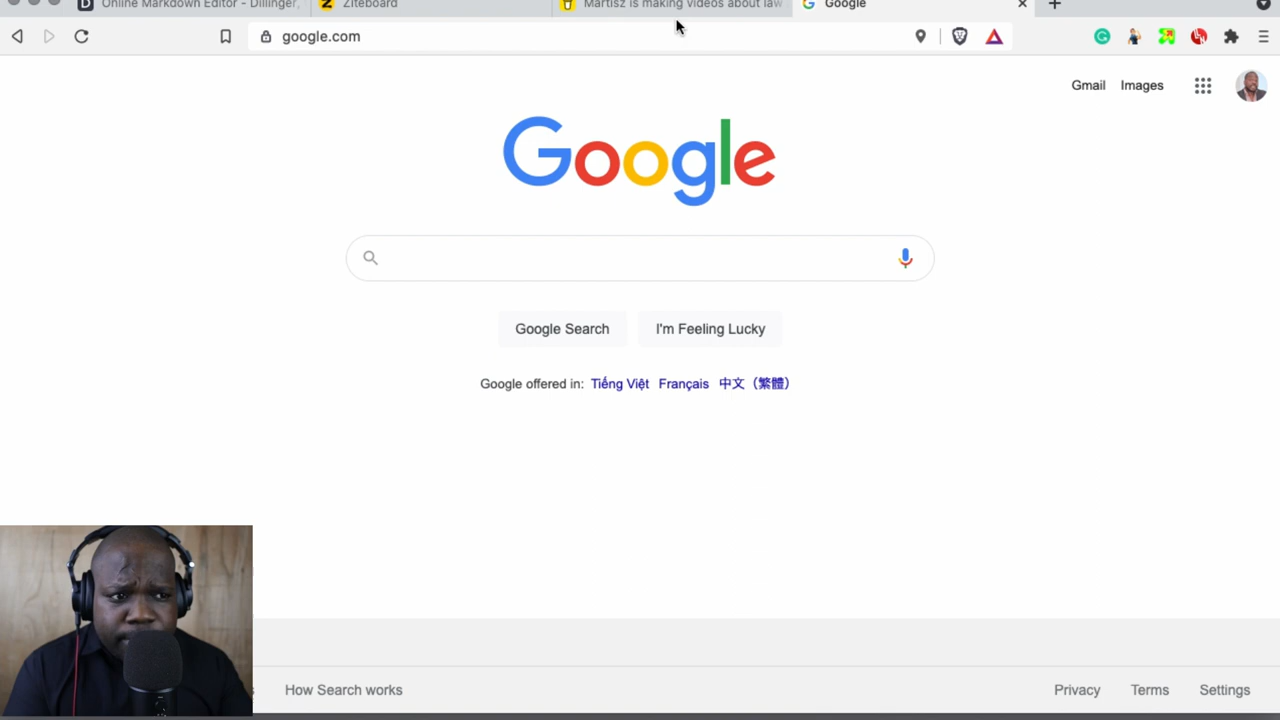 Online Markdown Editor - Dillinger,
Ziteboard
Martisz is making videos about law
Google
google.com
Gmail
Images
Google
Google Search
I'm Feeling Lucky
Google offered in: Tiếng Việt Français 中文（繁體）
How Search works
Privacy
Terms
Settings